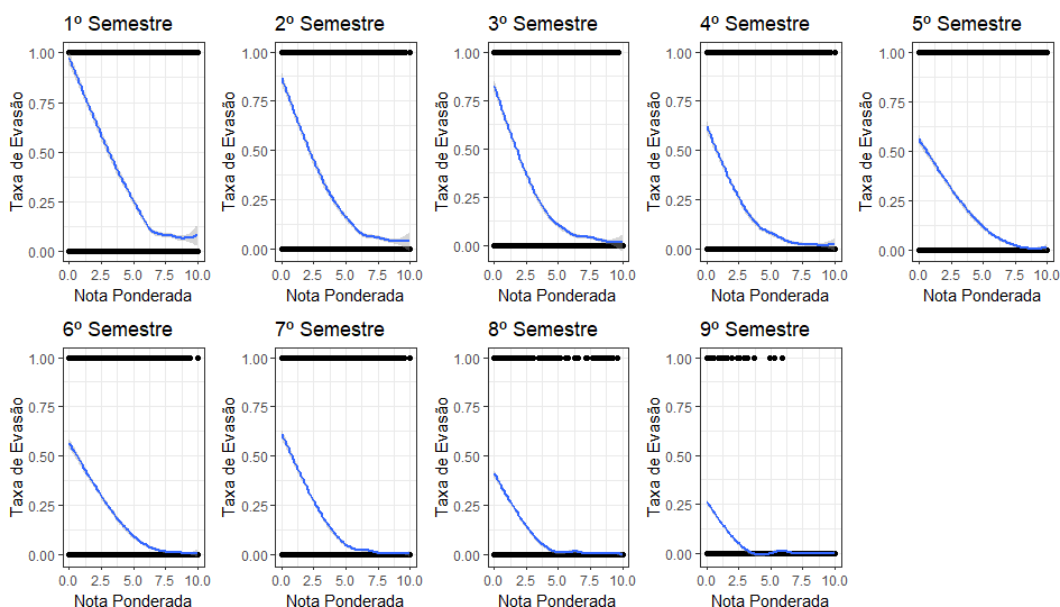 1º Semestre
2º Semestre
3º Semestre
4º Semestre
5º Semestre
Taxa de Evasão
1.00
0.75
0.50
0.25
0.00
0.0 2.5 5.0 7.5 10.0
Nota Ponderada
Taxa de Evasão
1.00
0.75
0.50
0.25
0.00
0.0 2.5 5.0 7.5 10.0
Nota Ponderada
Taxa de Evasão
1.00
0.75
0.50
0.25
0.00
0.0 2.5 5.0 7.5 10.0
Nota Ponderada
Taxa de Evasão
1.00
0.75
0.50
0.25
0.00
0.0 2.5 5.0 7.5 10.0
Nota Ponderada
Taxa de Evasão
1.00
0.75
0.50
0.25
0.00
0.0 2.5 5.0 7.5 10.0
Nota Ponderada
6º Semestre
7º Semestre
8º Semestre
9º Semestre
Taxa de Evasão
1.00
0.75
0.50
0.25
0.00
0.0 2.5 5.0 7.5 10.0
Nota Ponderada
Taxa de Evasão
1.00
0.75
0.50
0.25
0.00
0.0 2.5 5.0 7.5 10.0
Nota Ponderada
Taxa de Evasão
1.00
0.75
0.50
0.25
0.00
0.0 2.5 5.0 7.5 10.0
Nota Ponderada
Taxa de Evasão
1.00
0.75
0.50
0.25
0.00
0.0 2.5 5.0 7.5 10.0
Nota Ponderada